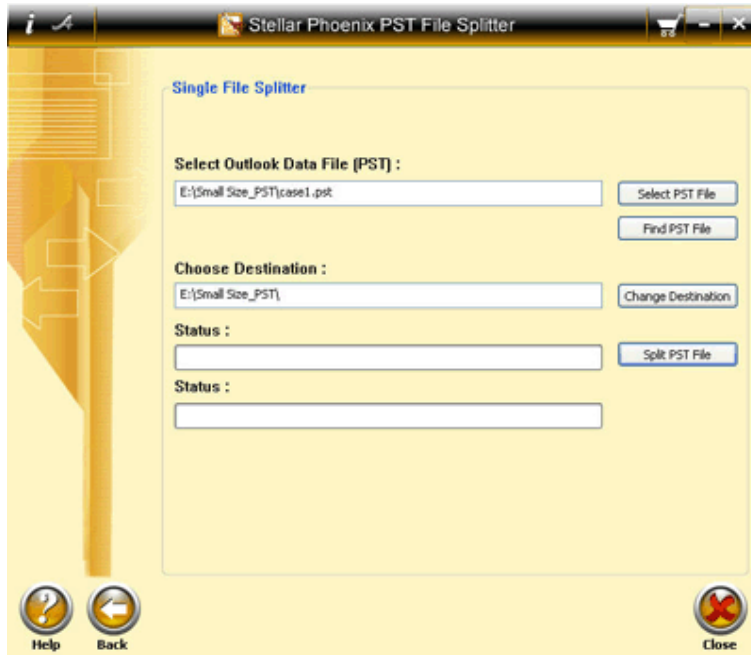 Stellar Phoenix PST File Splitter
Single File Splitter
Select Outlook Data File (PST) :
E:\Small Size_PST\case1.pst
Select PST File
Find PST File
Choose Destination :
E:\Small Size_PST\
Change Destination
Status :
Split PST File
Status :
Help
Back
Close